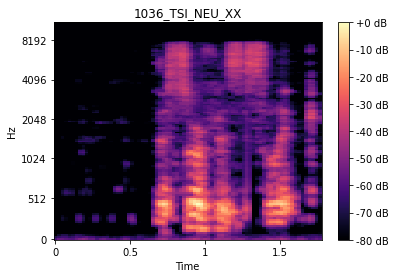 1036_TSI_NEU_XX
+0 dB
8192
-10 dB
4096
-20 dB
-30 dB
2048
-40 dB
Hz
1024
-50 dB
512
-60 dB
-70 dB
0
-80 dB
0
0.5
1
1.5
Time